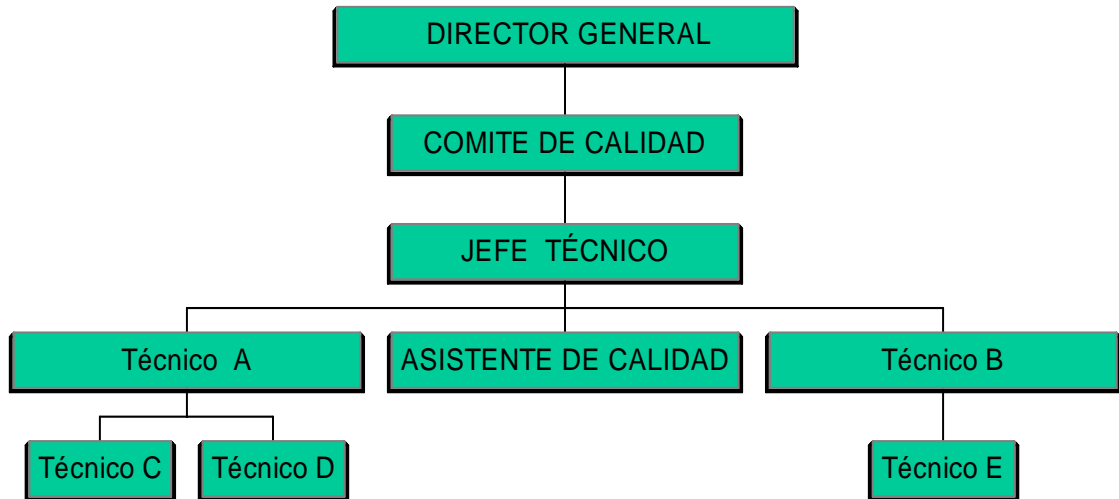 DIRECTOR GENERAL
COMITE DE CALIDAD
JEFE TÉCNICO
Técnico A
ASISTENTE DE CALIDAD
Técnico B
Técnico C
Técnico D
Técnico E